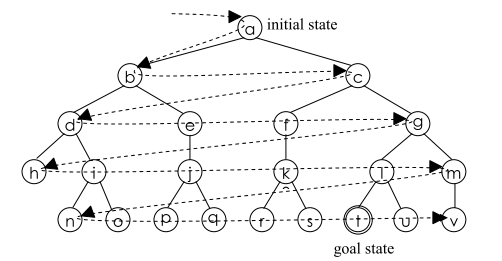 a initial state
b c
d e f g
h i j k l m
n o p q r s t u v
goal state